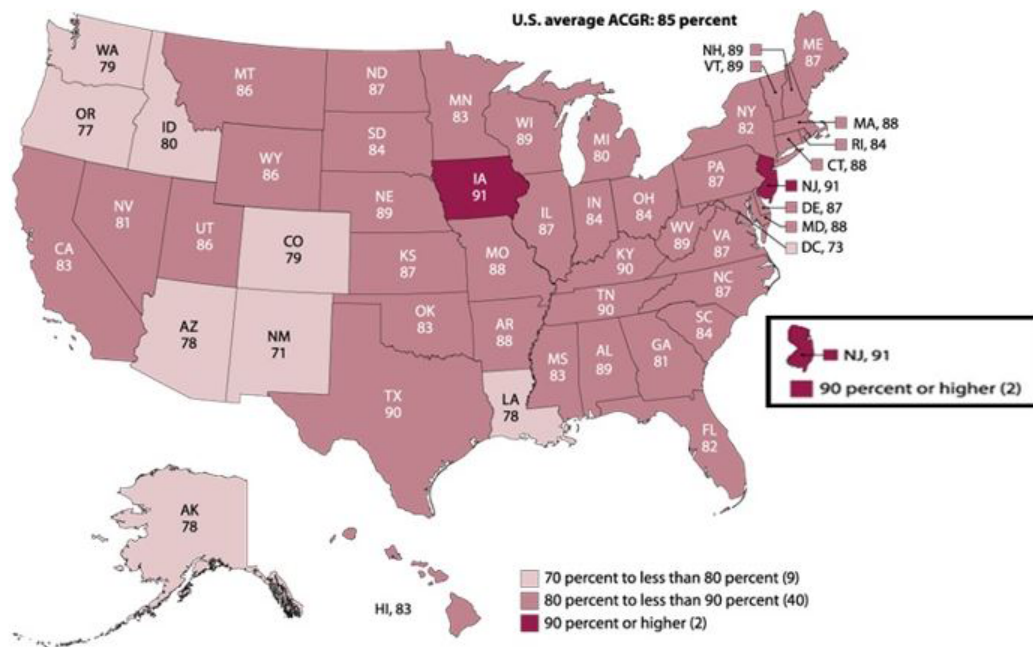 U.S. average ACGR: 85 percent
WA
79
OR
77
ID
80
MT
86
ND
87
MN
83
SD
84
WY
86
WI
89
MI
80
NY
82
NH, 89
VT, 89
ME
87
MA, 88
RI, 84
CT, 88
NJ, 91
DE, 87
MD, 88
DC, 73
PA
87
IA
91
NE
89
NV
81
UT
86
CA
83
CO
79
KS
87
MO
88
IL
87
IN
84
OH
84
WV
89
VA
87
KY
90
NC
87
TN
90
SC
84
AZ
78
NM
71
OK
83
AR
88
MS
83
AL
89
GA
81
TX
90
LA
78
FL
82
NJ, 91
90 percent or higher (2)
AK
78
HI, 83
70 percent to less than 80 percent (9)
80 percent to less than 90 percent (40)
90 percent or higher (2)